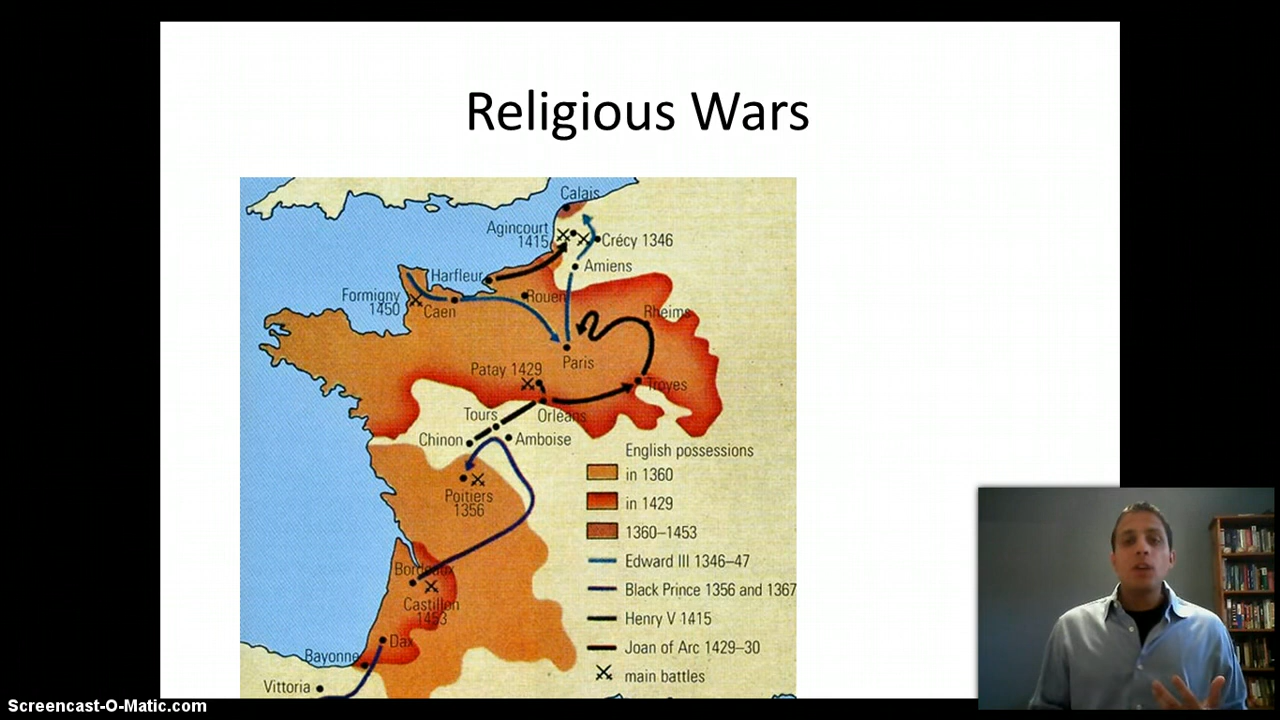 Religious Wars
Calais
Agincourt
1415
Crécy 1346
Amiens
Harfleur
Rouen
Formigny
1450
Caen
Rheims
Paris
Patay 1429
Troyes
Tours
Orleans
Chinon
Amboise
Poitiers
1356
Bordeaux
Castillon
1453
Dax
Bayonne
Vittoria
English possessions
in 1360
in 1429
1360–1453
Edward III 1346–47
Black Prince 1356 and 1367
Henry V 1415
Joan of Arc 1429–30
main battles
Screencast-O-Matic.com